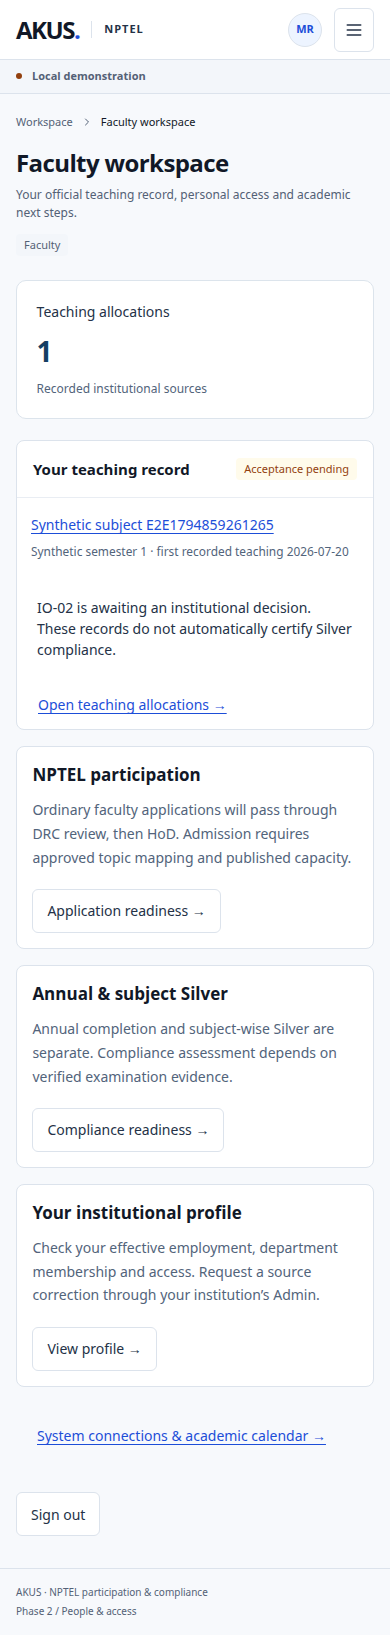 AKUS. NPTEL MR
Local demonstration
Workspace > Faculty workspace
Faculty workspace
Your official teaching record, personal access and academic
next steps.
Faculty
Teaching allocations
1
Recorded institutional sources
Your teaching record Acceptance pending
Synthetic subject E2E1794859261265
Synthetic semester 1 · first recorded teaching 2026-07-20
IO-02 is awaiting an institutional decision.
These records do not automatically certify Silver
compliance.
Open teaching allocations →
NPTEL participation
Ordinary faculty applications will pass through
DRC review, then HoD. Admission requires
approved topic mapping and published capacity.
Application readiness →
Annual & subject Silver
Annual completion and subject-wise Silver are
separate. Compliance assessment depends on
verified examination evidence.
Compliance readiness →
Your institutional profile
Check your effective employment, department
membership and access. Request a source
correction through your institution’s Admin.
View profile →
System connections & academic calendar →
Sign out
AKUS · NPTEL participation & compliance
Phase 2 / People & access